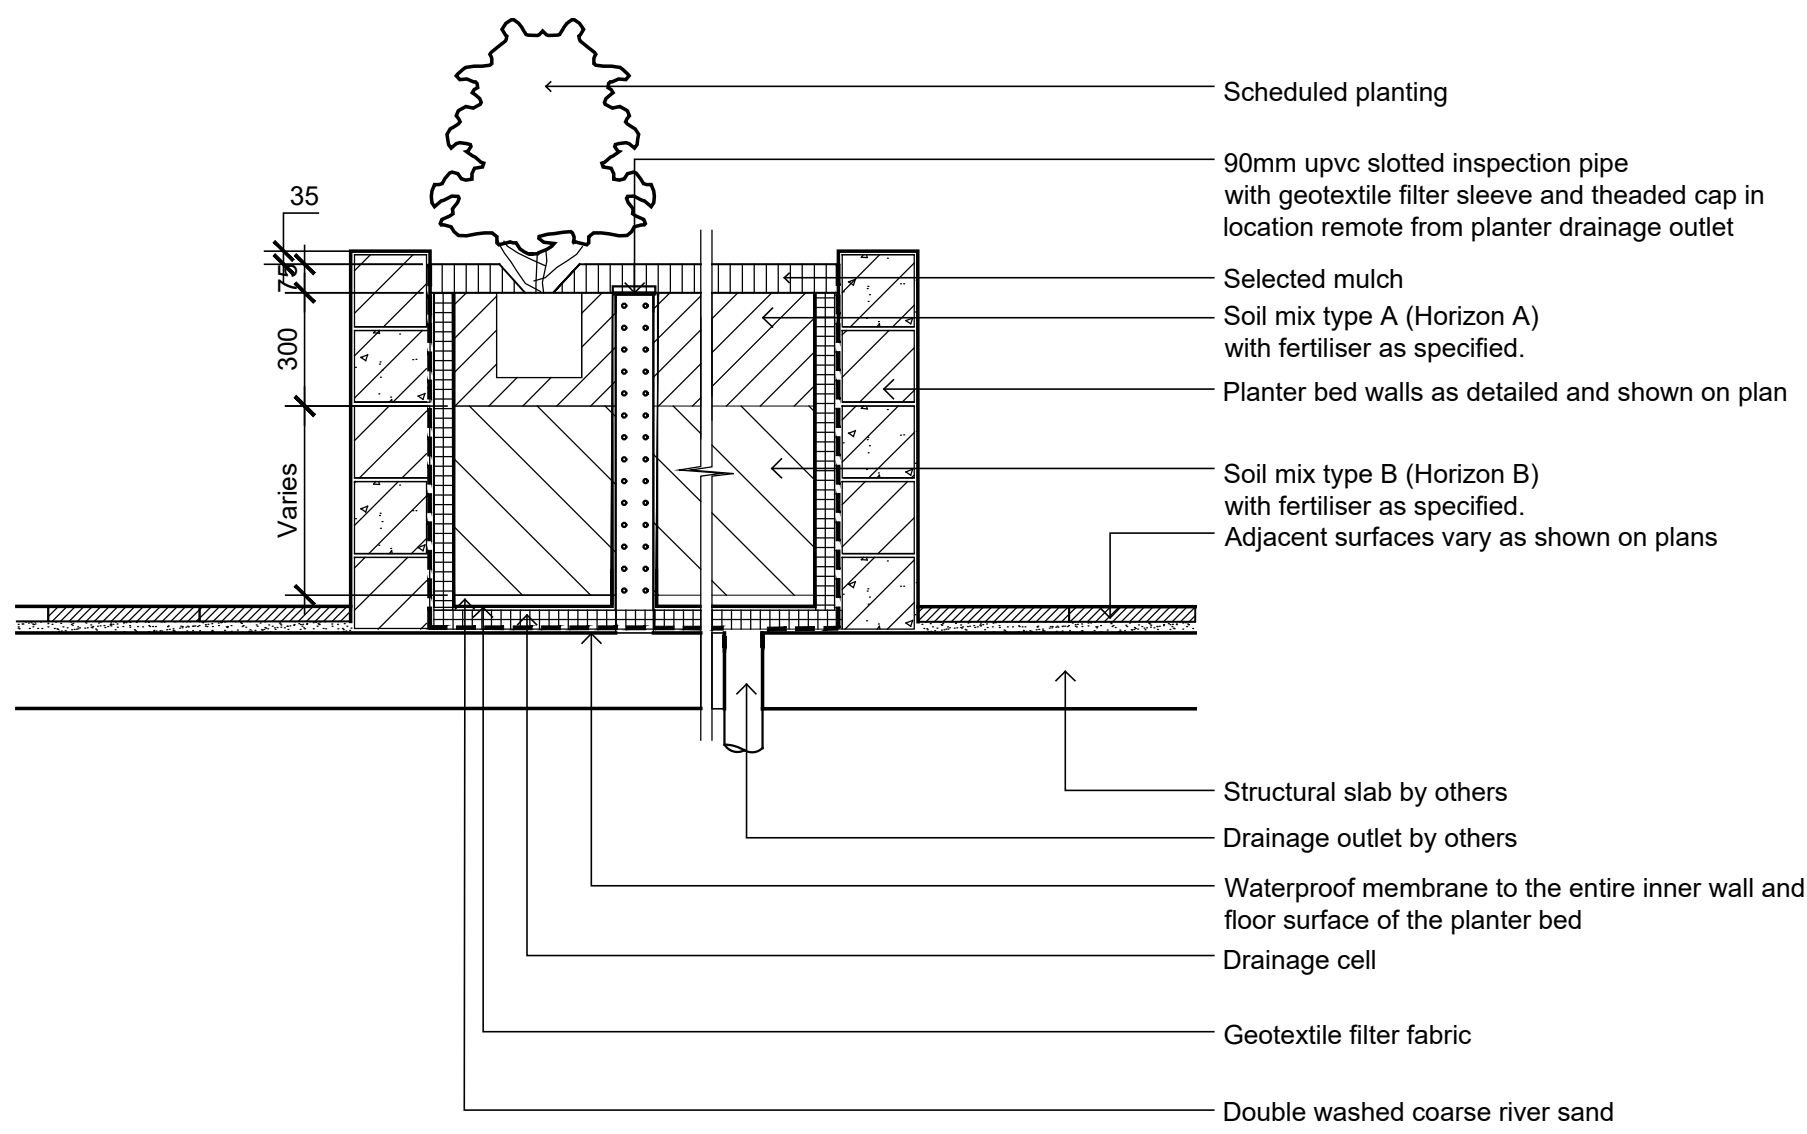 Scheduled planting
90mm upvc slotted inspection pipe
with geotextile filter sleeve and theaded cap in
location remote from planter drainage outlet
35
75
Selected mulch
Soil mix type A (Horizon A)
with fertiliser as specified.
300
Planter bed walls as detailed and shown on plan
Varies
Soil mix type B (Horizon B)
with fertiliser as specified.
Adjacent surfaces vary as shown on plans
Structural slab by others
Drainage outlet by others
Waterproof membrane to the entire inner wall and
floor surface of the planter bed
Drainage cell
Geotextile filter fabric
Double washed coarse river sand